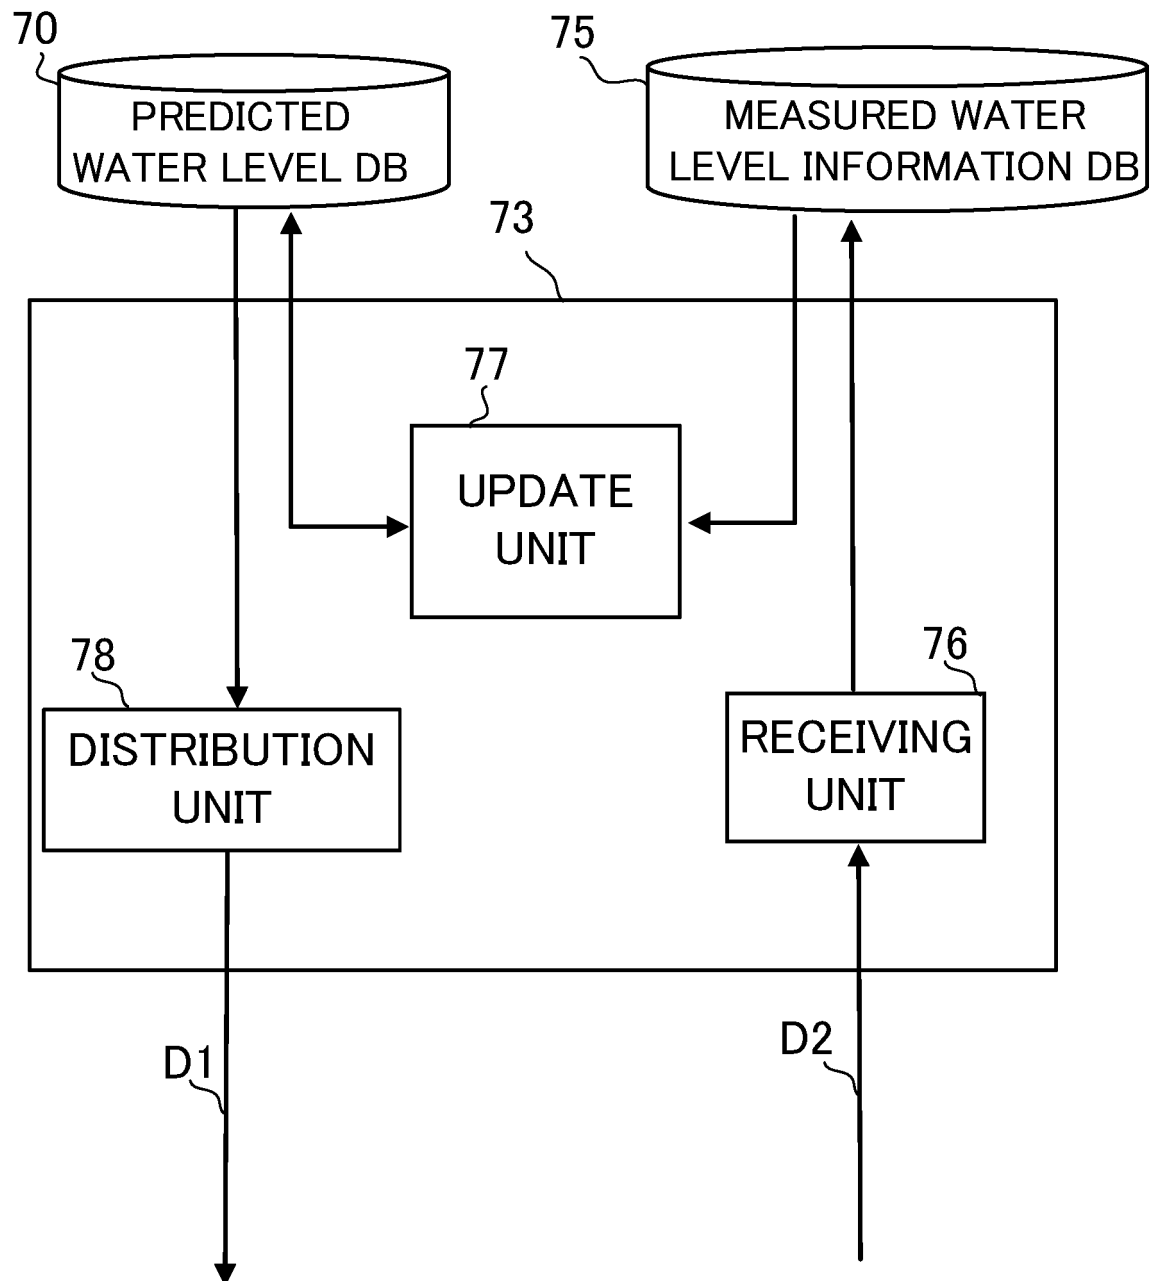 70
75
PREDICTED
WATER LEVEL DB
MEASURED WATER
LEVEL INFORMATION DB
73
77
UPDATE
UNIT
78
76
DISTRIBUTION
UNIT
RECEIVING
UNIT
D1
D2